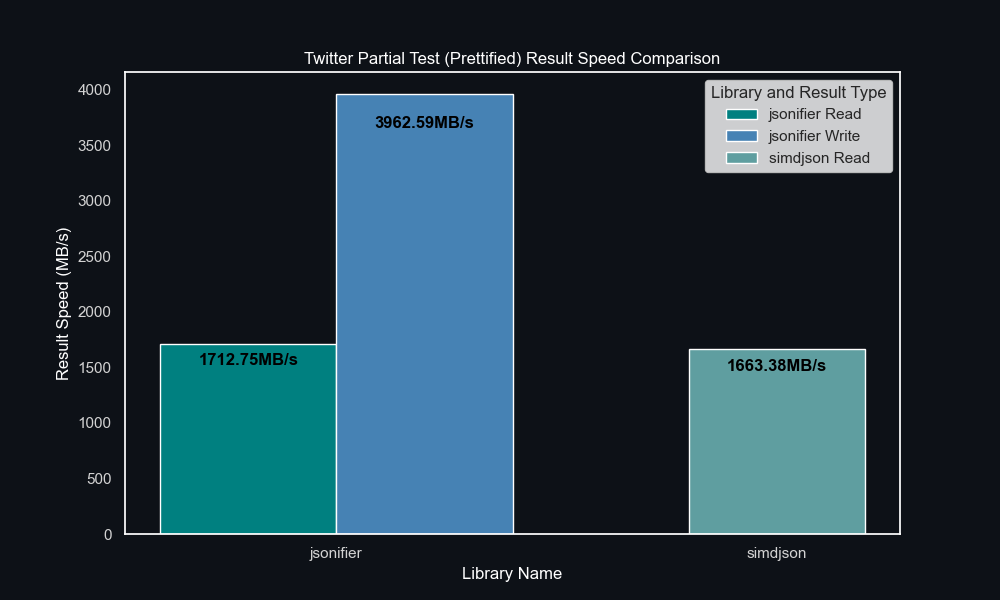 Twitter Partial Test (Prettified) Result Speed Comparison
Library and Result Type
jsonifier Read
jsonifier Write
simdjson Read
Result Speed (MB/s)
4000
3500
3000
2500
2000
1500
1000
500
0
3962.59MB/s
1712.75MB/s
1663.38MB/s
jsonifier
simdjson
Library Name